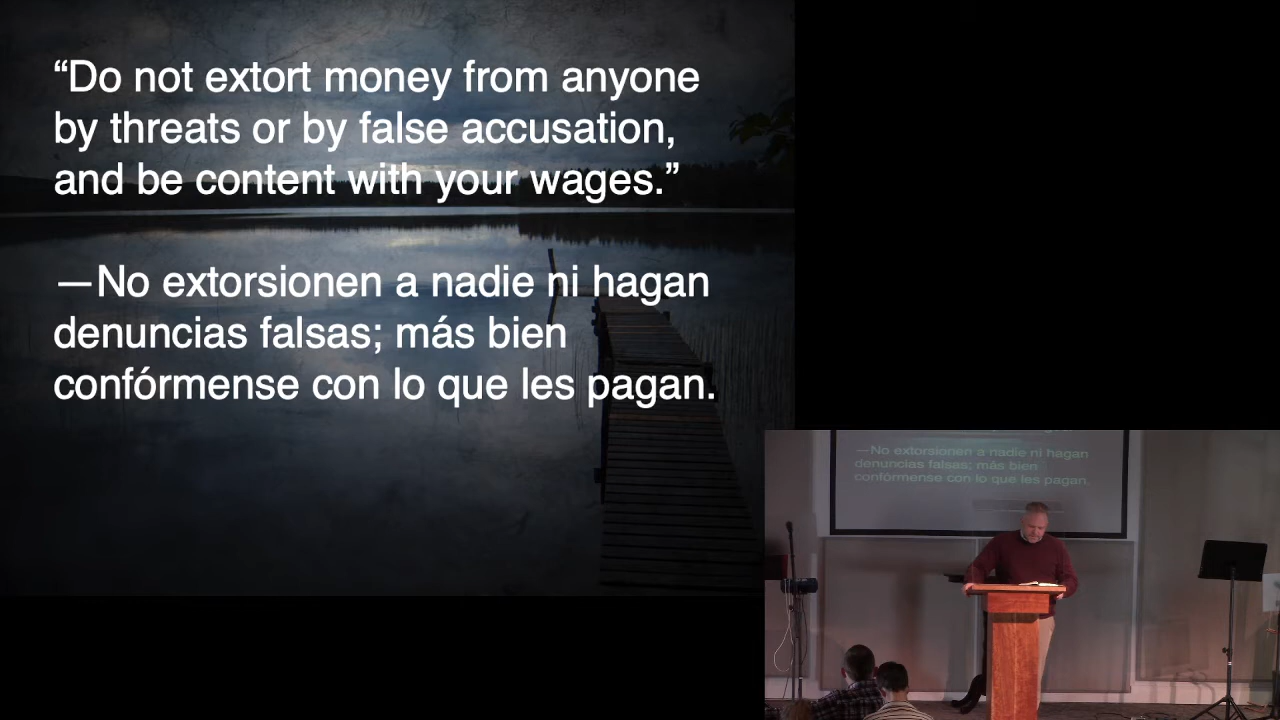 “Do not extort money from anyone
by threats or by false accusation,
and be content with your wages.”
—No extorsionen a nadie ni hagan
denuncias falsas; más bien
confórmense con lo que les pagan.
—No extorsionen a nadie ni hagan
denuncias falsas; más bien
confórmense con lo que les pagan.